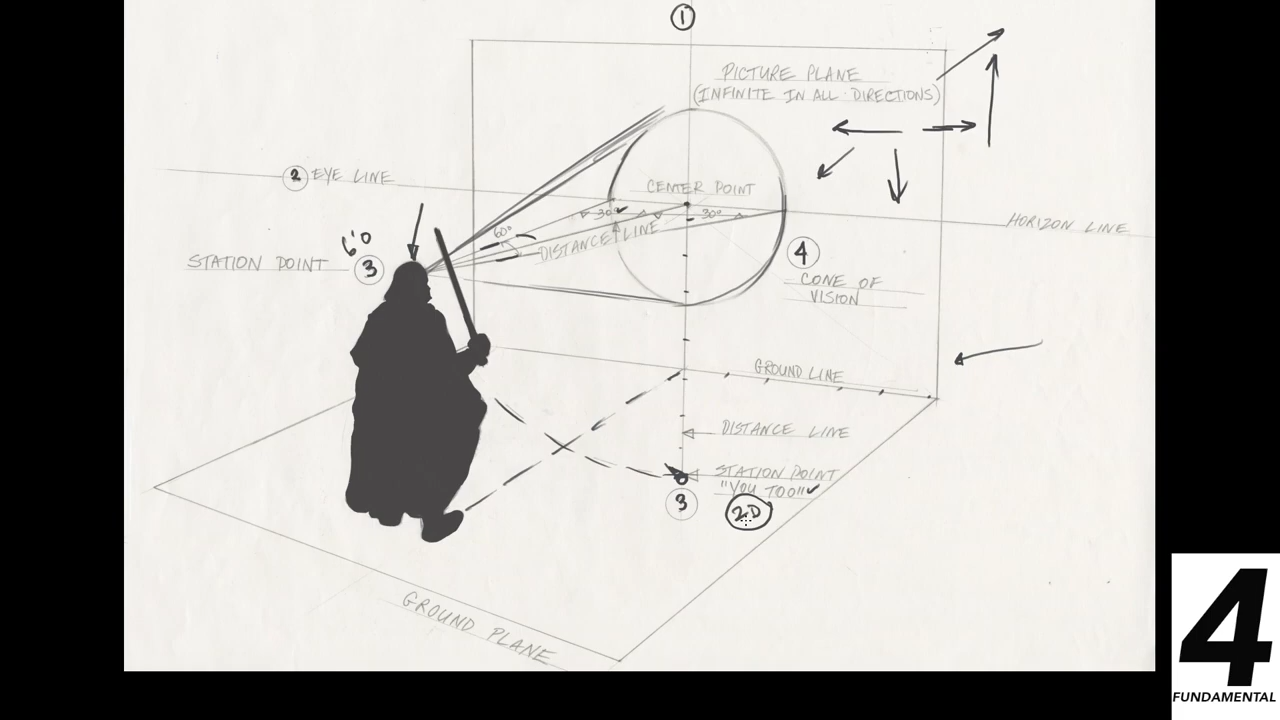 1
PICTURE PLANE
(INFINITE IN ALL DIRECTIONS)
2 EYE LINE
CENTER POINT
30° 30°
HORIZON LINE
60°
DISTANCE LINE
6'0
STATION POINT 3
4
CONE OF
VISION
GROUND LINE
DISTANCE LINE
STATION POINT
"YOU TOO"
3
2D
GROUND PLANE
4
FUNDAMENTAL